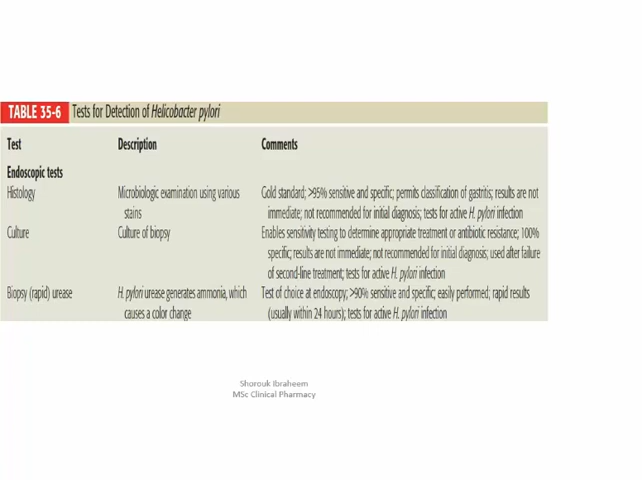 TABLE 35-6 Tests for Detection of Helicobacter pylori
Test Description Comments
Endoscopic tests
Histology Microbiologic examination using various Gold standard; >95% sensitive and specific; permits classification of gastritis; results are not
stains immediate; not recommended for initial diagnosis; tests for active H. pylori infection
Culture Culture of biopsy Enables sensitivity testing to determine appropriate treatment or antibiotic resistance; 100%
specific; results are not immediate; not recommended for initial diagnosis; used after failure
of second-line treatment; tests for active H. pylori infection
Biopsy (rapid) urease H. pylori urease generates ammonia, which Test of choice at endoscopy; >90% sensitive and specific; easily performed; rapid results
causes a color change (usually within 24 hours); tests for active H. pylori infection
Shorouk Ibraheem
MSc Clinical Pharmacy